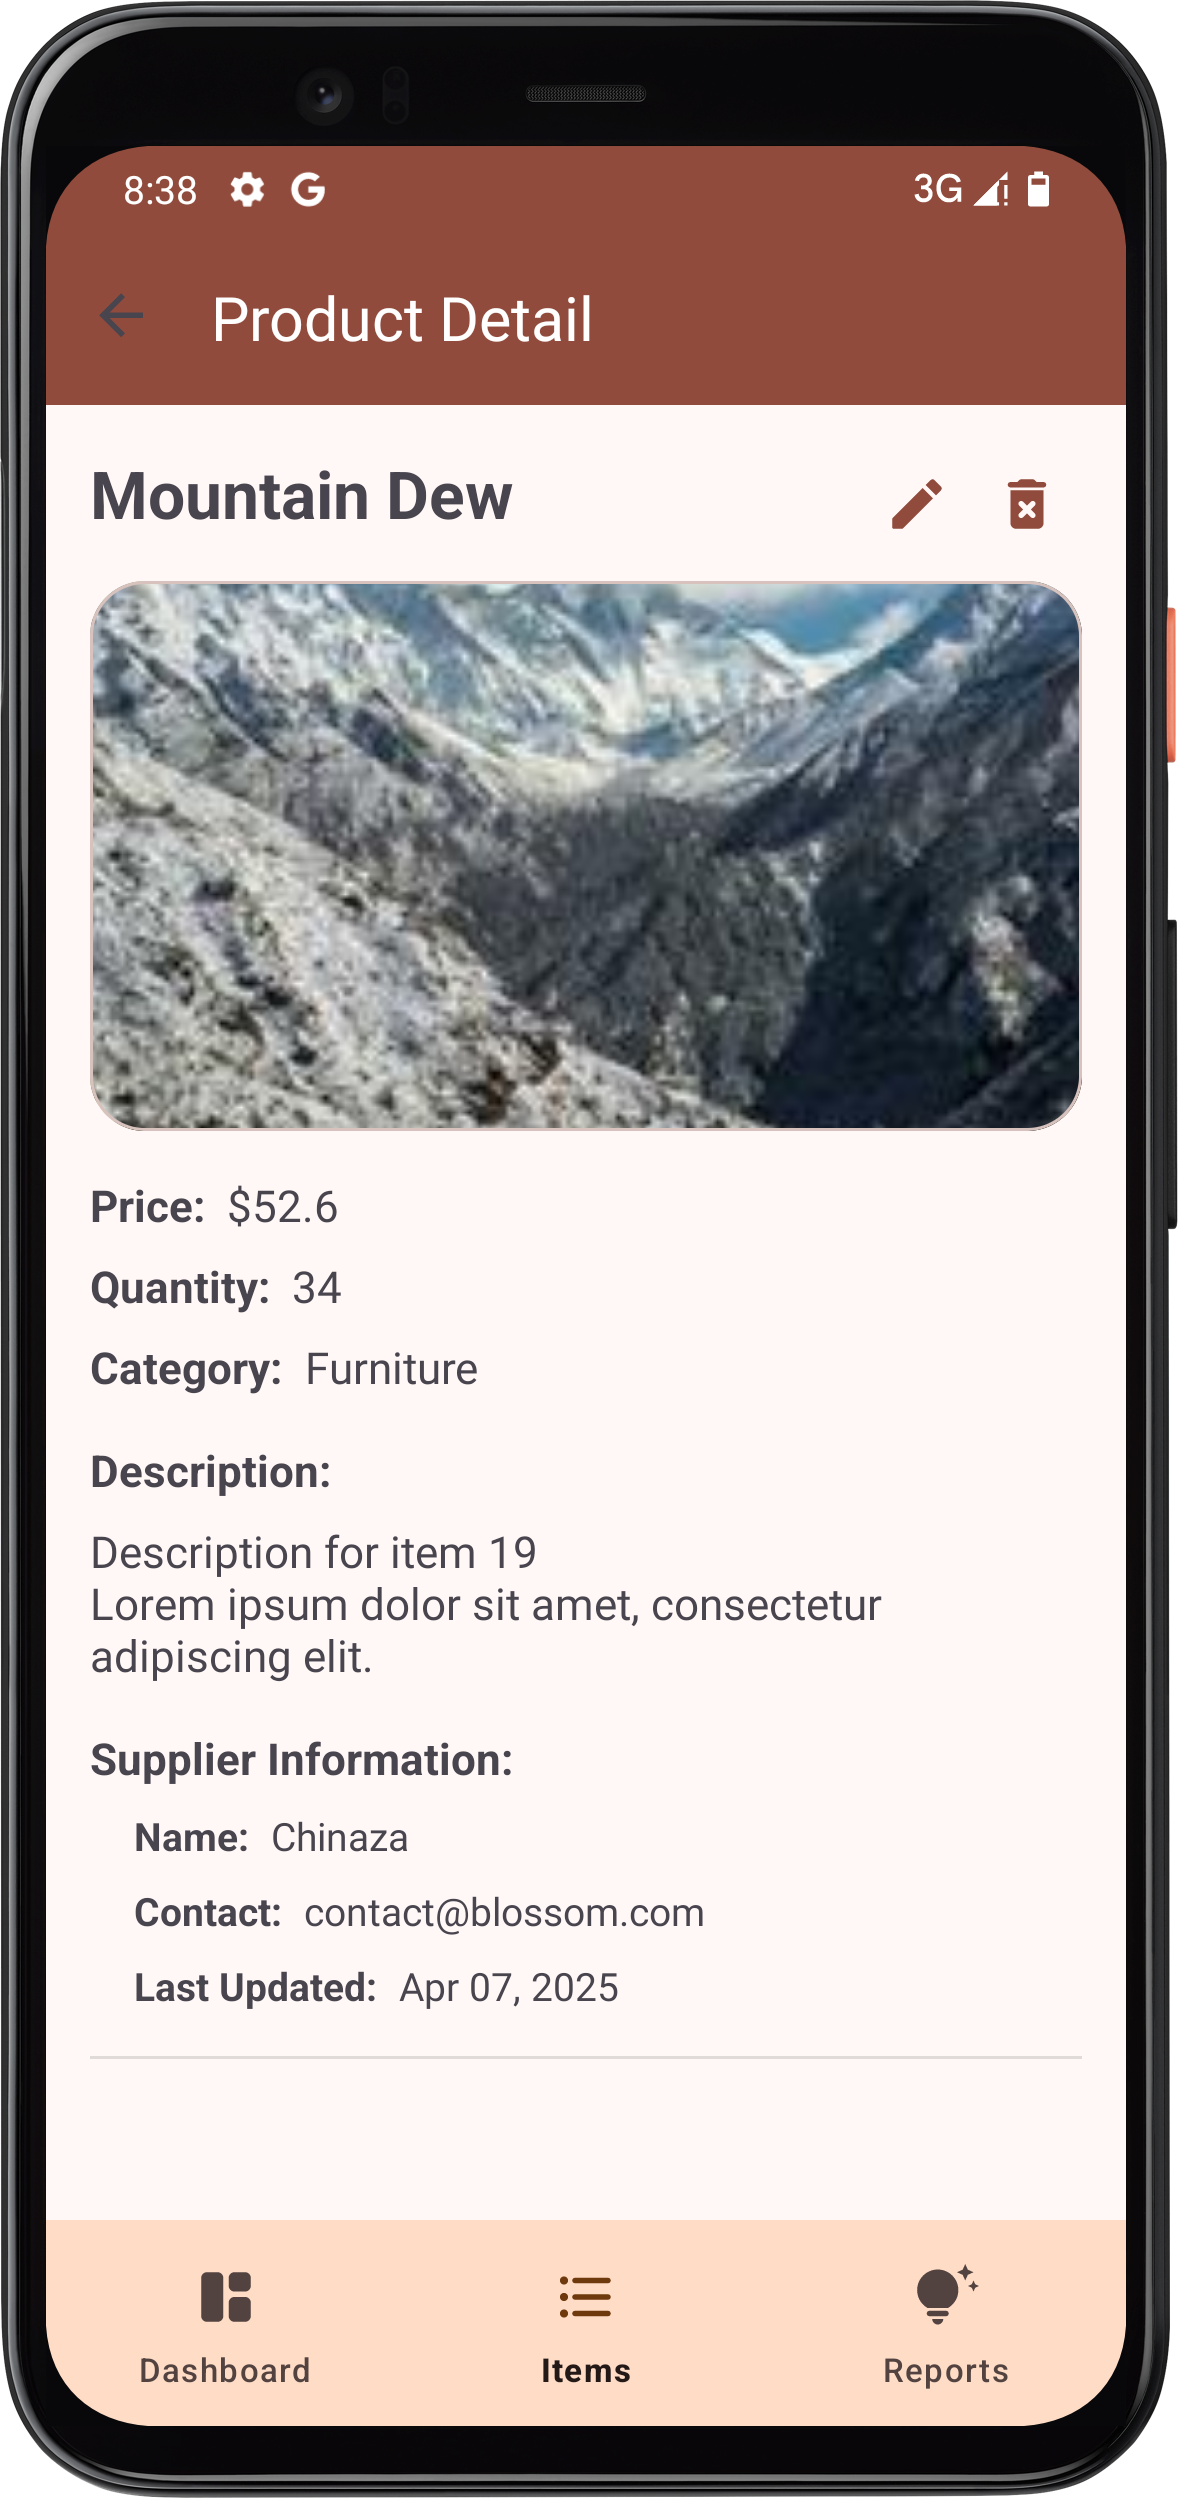 8:38 3G
Product Detail
Mountain Dew
Price: $52.6
Quantity: 34
Category: Furniture
Description:
Description for item 19
Lorem ipsum dolor sit amet, consectetur
adipiscing elit.
Supplier Information:
Name: Chinaza
Contact: contact@blossom.com
Last Updated: Apr 07, 2025
Dashboard Items Reports